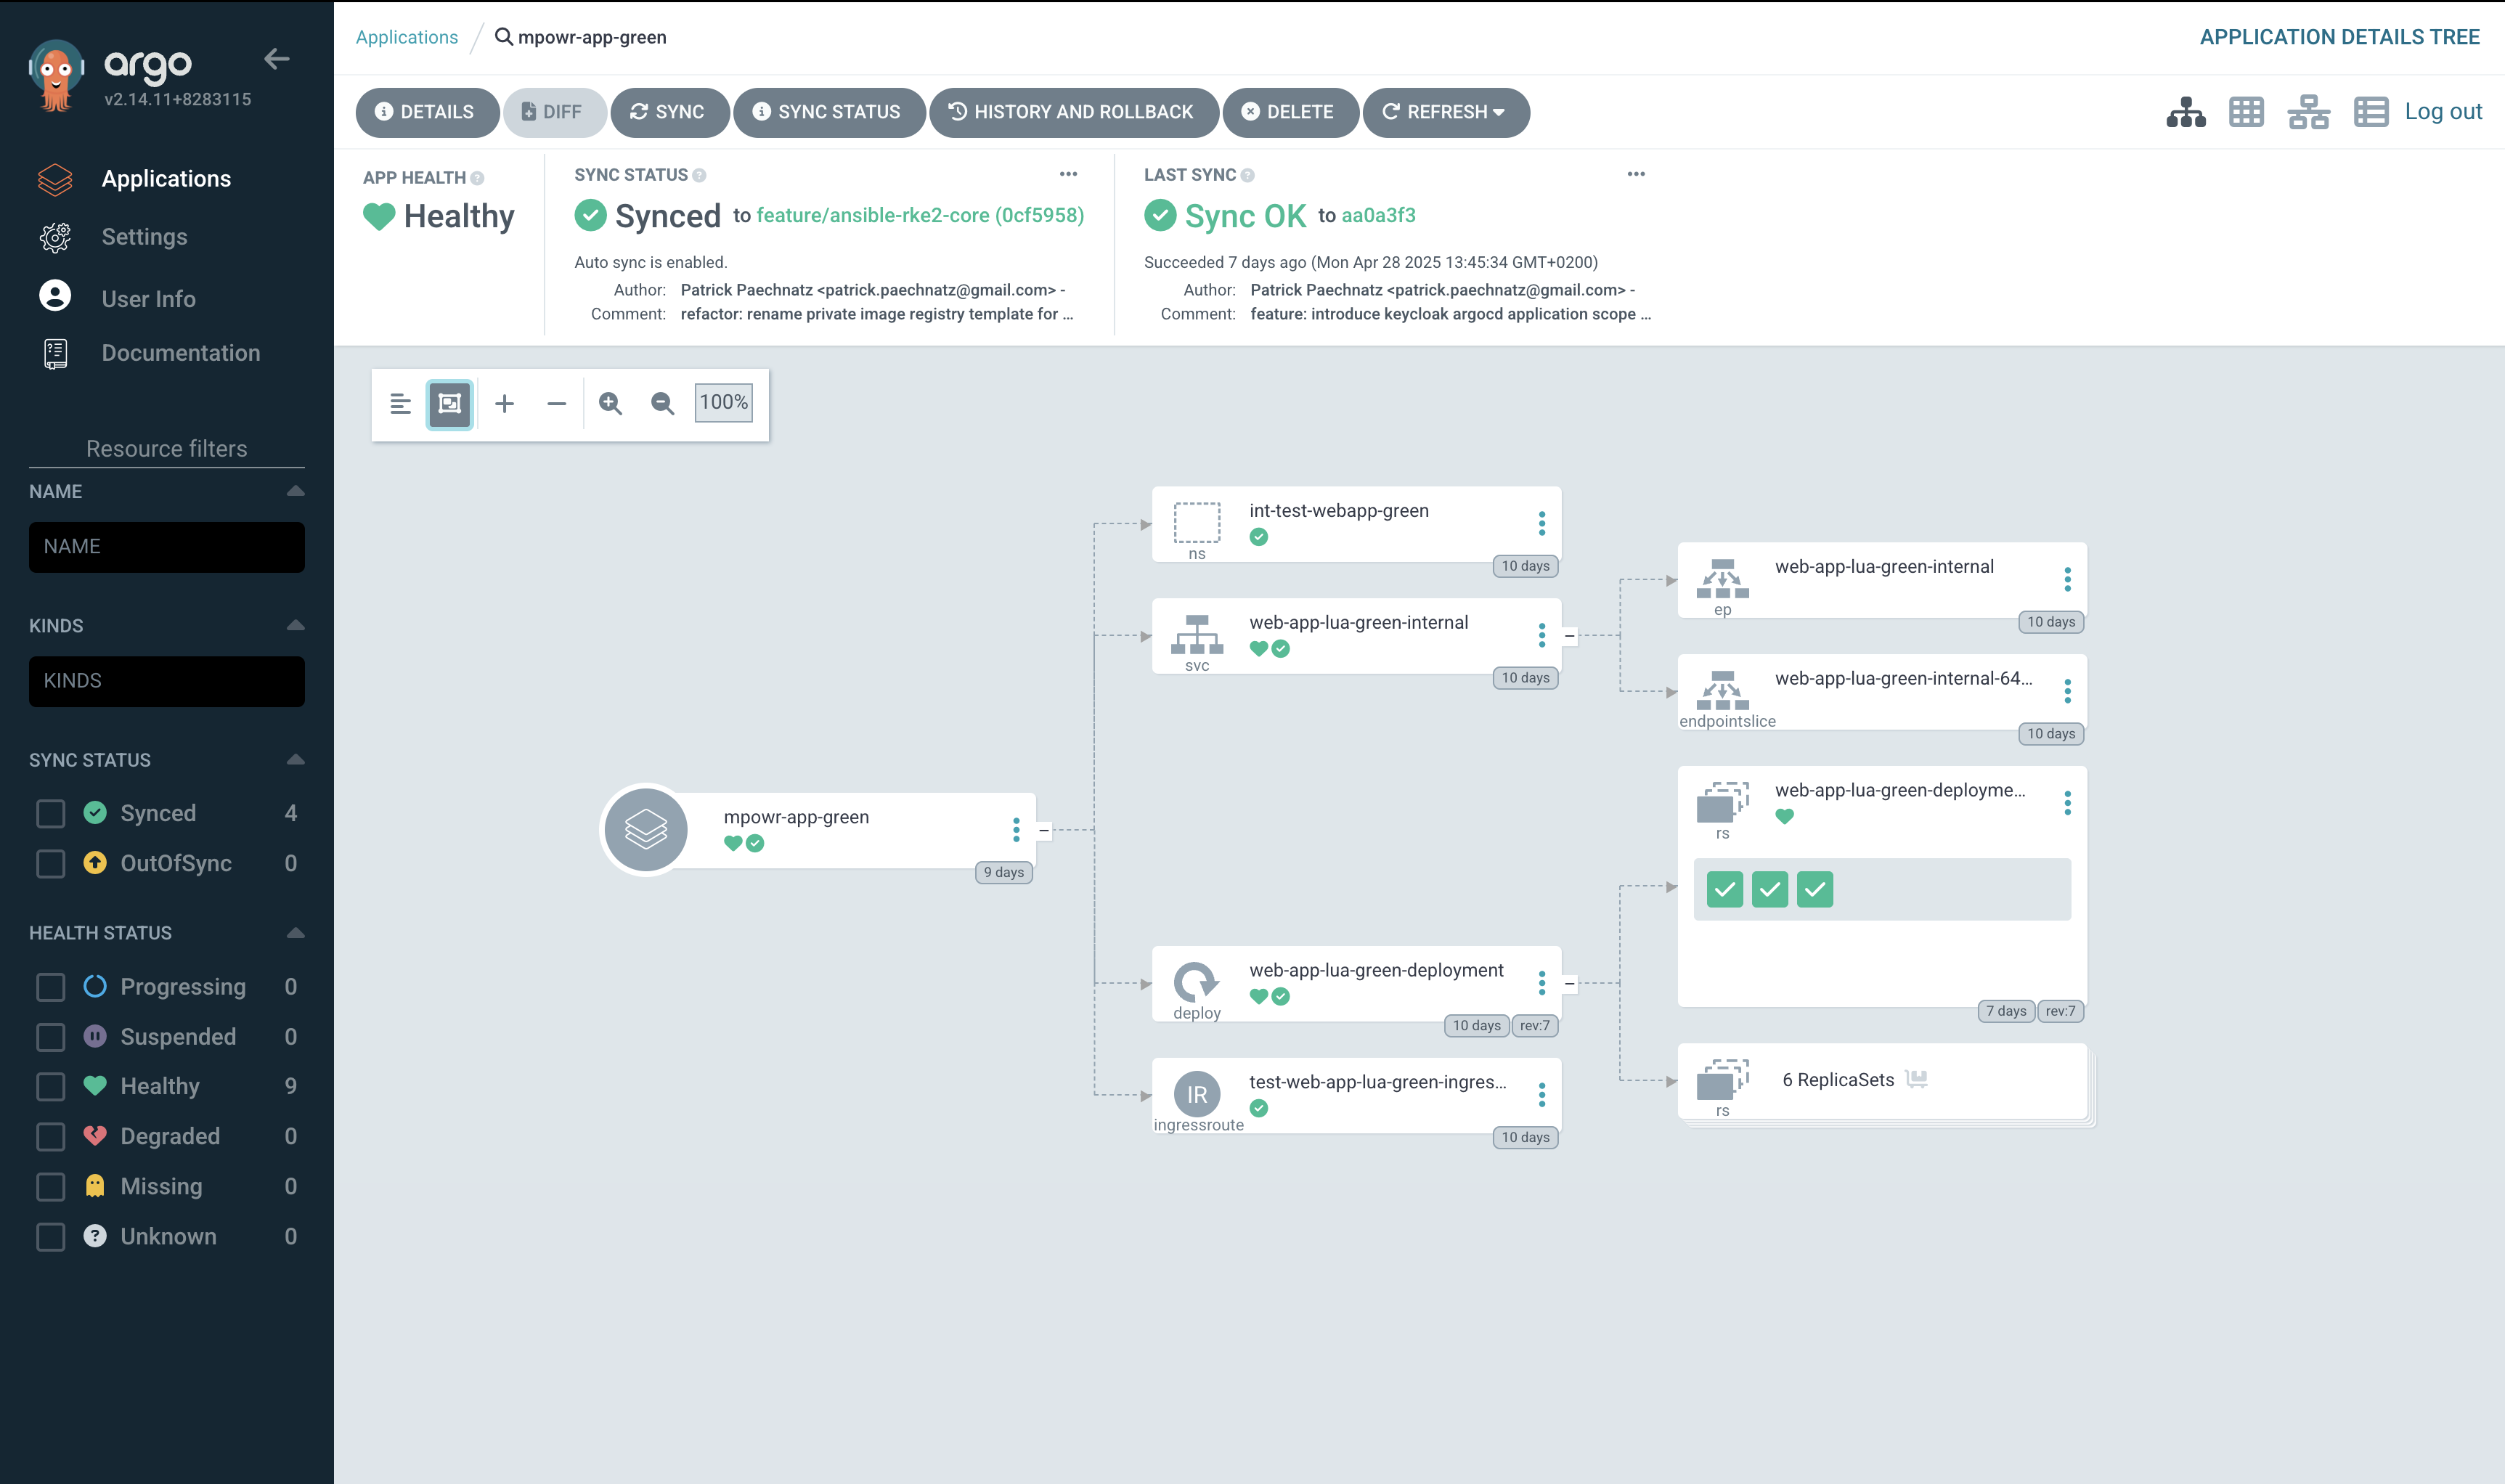 argo
v2.14.11+8283115
Applications
Settings
User Info
Documentation
Resource filters
NAME
NAME
KINDS
KINDS
SYNC STATUS
Synced 4
OutOfSync 0
HEALTH STATUS
Progressing 0
Suspended 0
Healthy 9
Degraded 0
Missing 0
Unknown 0
Applications / mpowr-app-green
APPLICATION DETAILS TREE
DETAILS DIFF SYNC SYNC STATUS HISTORY AND ROLLBACK DELETE REFRESH
Log out
APP HEALTH
Healthy
SYNC STATUS
Synced to feature/ansible-rke2-core (0cf5958)
Auto sync is enabled.
Author: Patrick Paechnatz <patrick.paechnatz@gmail.com> -
Comment: refactor: rename private image registry template for ...
LAST SYNC
Sync OK to aa0a3f3
Succeeded 7 days ago (Mon Apr 28 2025 13:45:34 GMT+0200)
Author: Patrick Paechnatz <patrick.paechnatz@gmail.com> -
Comment: feature: introduce keycloak argocd application scope ...
100%
mpowr-app-green
9 days
int-test-webapp-green
ns
10 days
web-app-lua-green-internal
svc
10 days
web-app-lua-green-deployment
deploy
10 days rev:7
IR
test-web-app-lua-green-ingres...
ingressroute
10 days
web-app-lua-green-internal
ep
10 days
web-app-lua-green-internal-64...
endpointslice
10 days
web-app-lua-green-deployme...
rs
7 days rev:7
6 ReplicaSets
rs